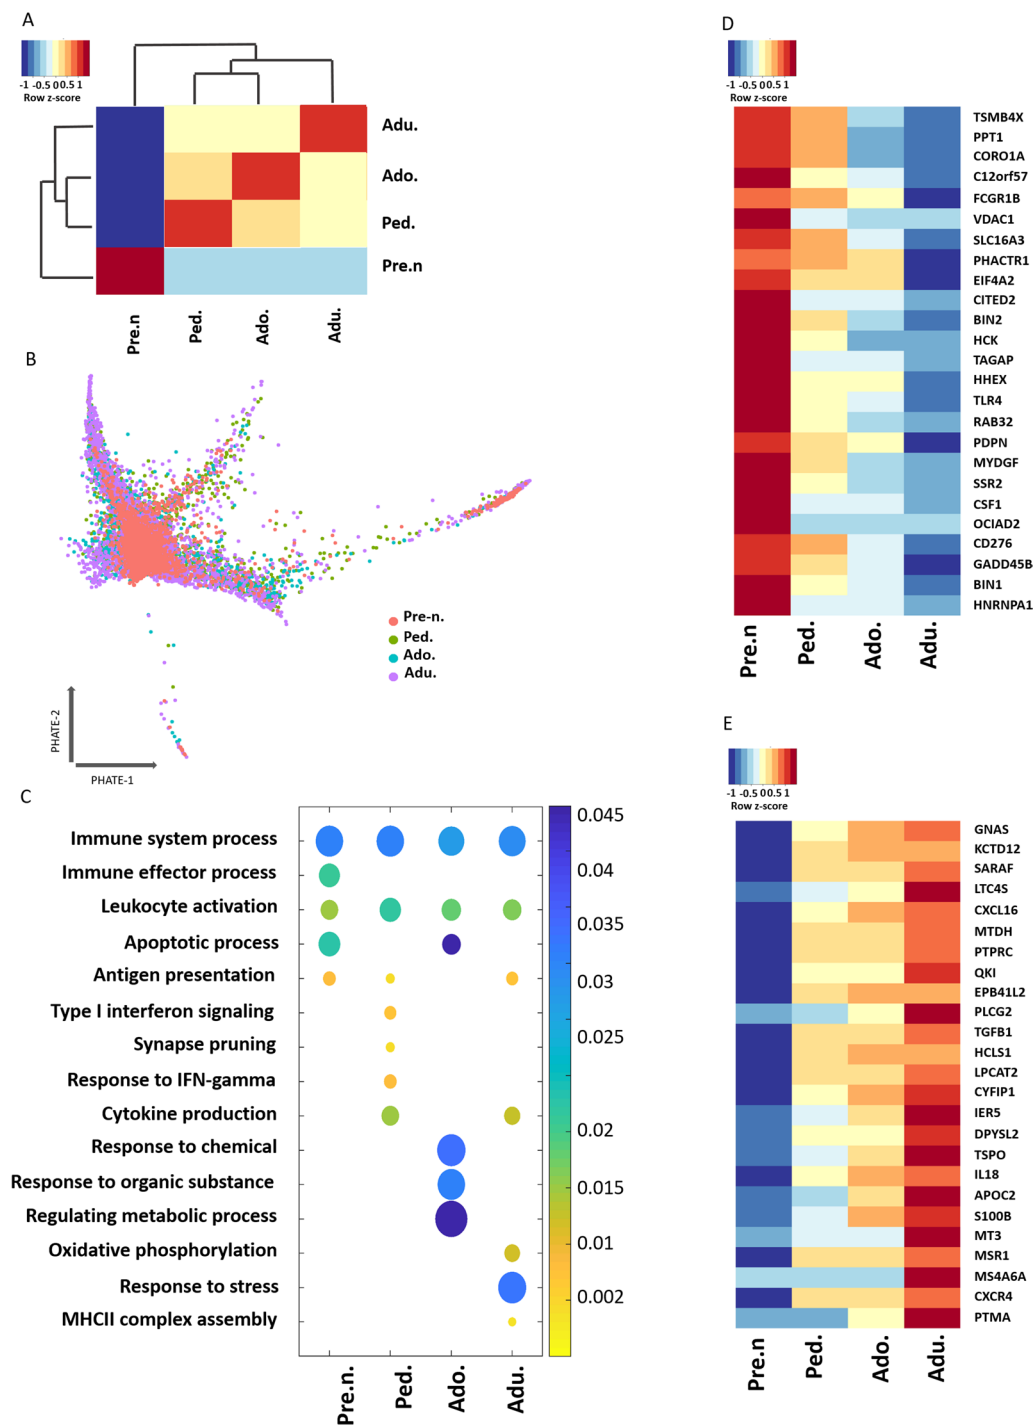 A
-1 -0.5 0 0.5 1
Row z-score
Adu.
Ado.
Ped.
Pre.n
Pre.n
Ped.
Ado.
Adu.
B
Pre-n.
Ped.
Ado.
Adu.
PHATE-2
PHATE-1
C
Immune system process
Immune effector process
Leukocyte activation
Apoptotic process
Antigen presentation
Type I interferon signaling
Synapse pruning
Response to IFN-gamma
Cytokine production
Response to chemical
Response to organic substance
Regulating metabolic process
Oxidative phosphorylation
Response to stress
MHCII complex assembly
0.045
0.04
0.035
0.03
0.025
0.02
0.015
0.01
0.002
Pre.n.
Ped.
Ado.
Adu.
D
-1 -0.5 0 0.5 1
Row z-score
TSMB4X
PPT1
CORO1A
C12orf57
FCGR1B
VDAC1
SLC16A3
PHACTR1
EIF4A2
CITED2
BIN2
HCK
TAGAP
HHEX
TLR4
RAB32
PDPN
MYDGF
SSR2
CSF1
OCIAD2
CD276
GADD45B
BIN1
HNRNPA1
Pre.n
Ped.
Ado.
Adu.
E
-1 -0.5 0 0.5 1
Row z-score
GNAS
KCTD12
SARAF
LTC4S
CXCL16
MTDH
PTPRC
QKI
EPB41L2
PLCG2
TGFB1
HCLS1
LPCAT2
CYFIP1
IER5
DPYSL2
TSPO
IL18
APOC2
S100B
MT3
MSR1
MS4A6A
CXCR4
PTMA
Pre.n
Ped.
Ado.
Adu.